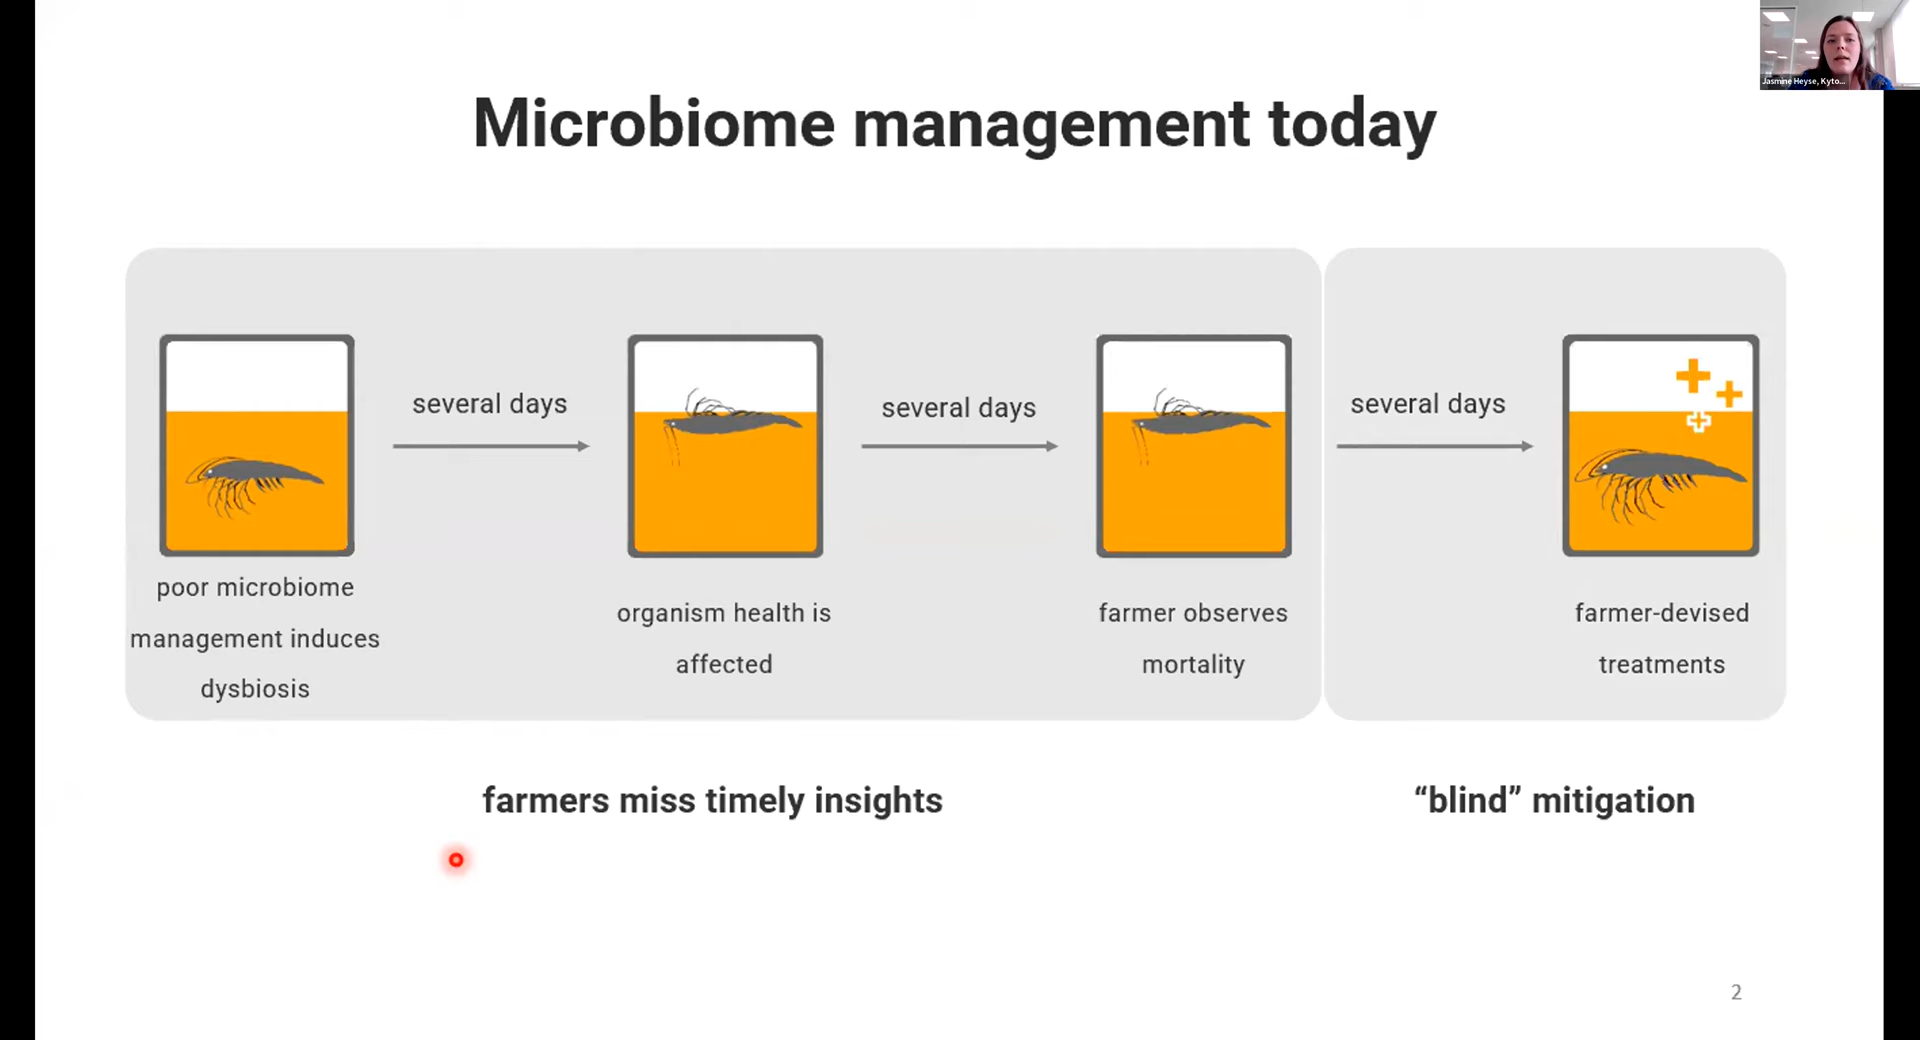 Jasmine Heyse, Kyto...
Microbiome management today
several days
several days
several days
poor microbiome
management induces
dysbiosis
organism health is
affected
farmer observes
mortality
farmer-devised
treatments
farmers miss timely insights
“blind” mitigation
2